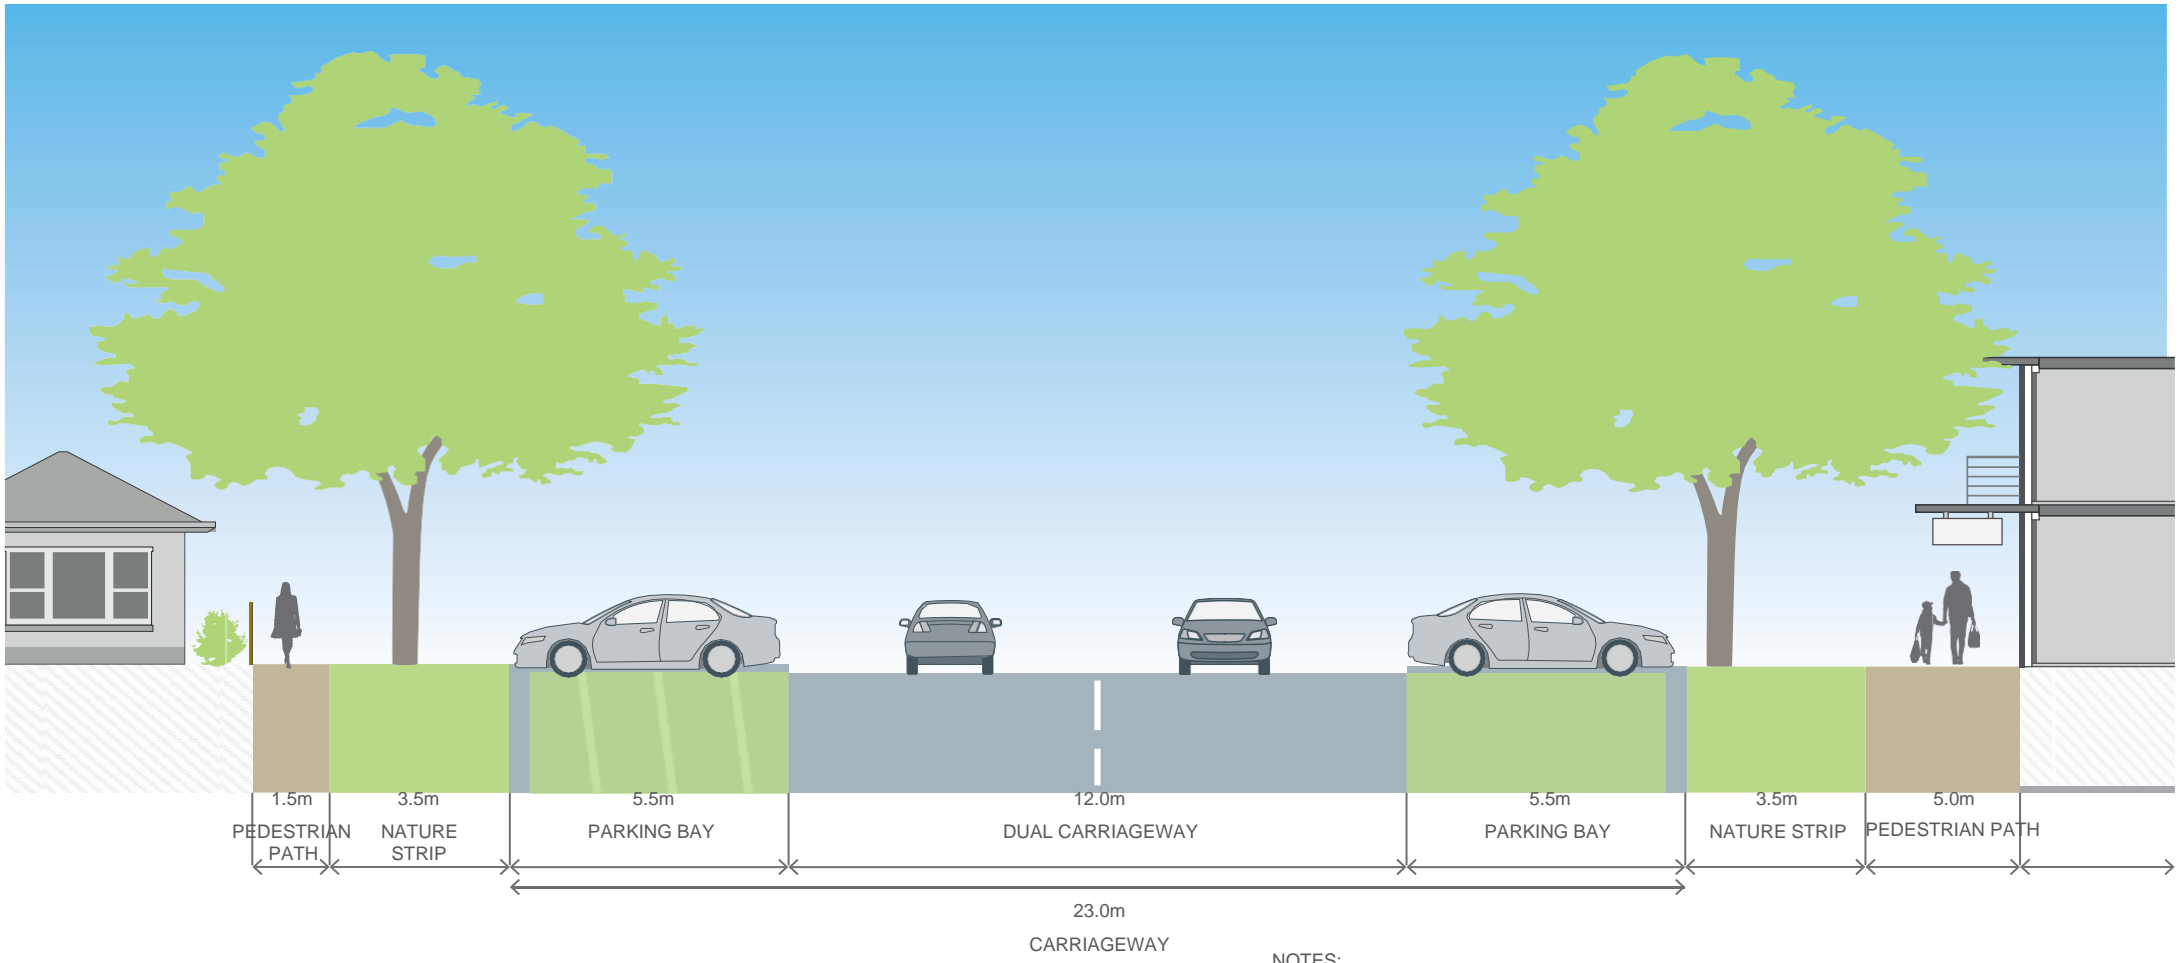 1.5m
PEDESTRIAN
PATH
3.5m
NATURE
STRIP
5.5m
PARKING BAY
12.0m
DUAL CARRIAGEWAY
5.5m
PARKING BAY
3.5m
NATURE STRIP
5.0m
PEDESTRIAN PATH
23.0m
CARRIAGEWAY
NOTES: